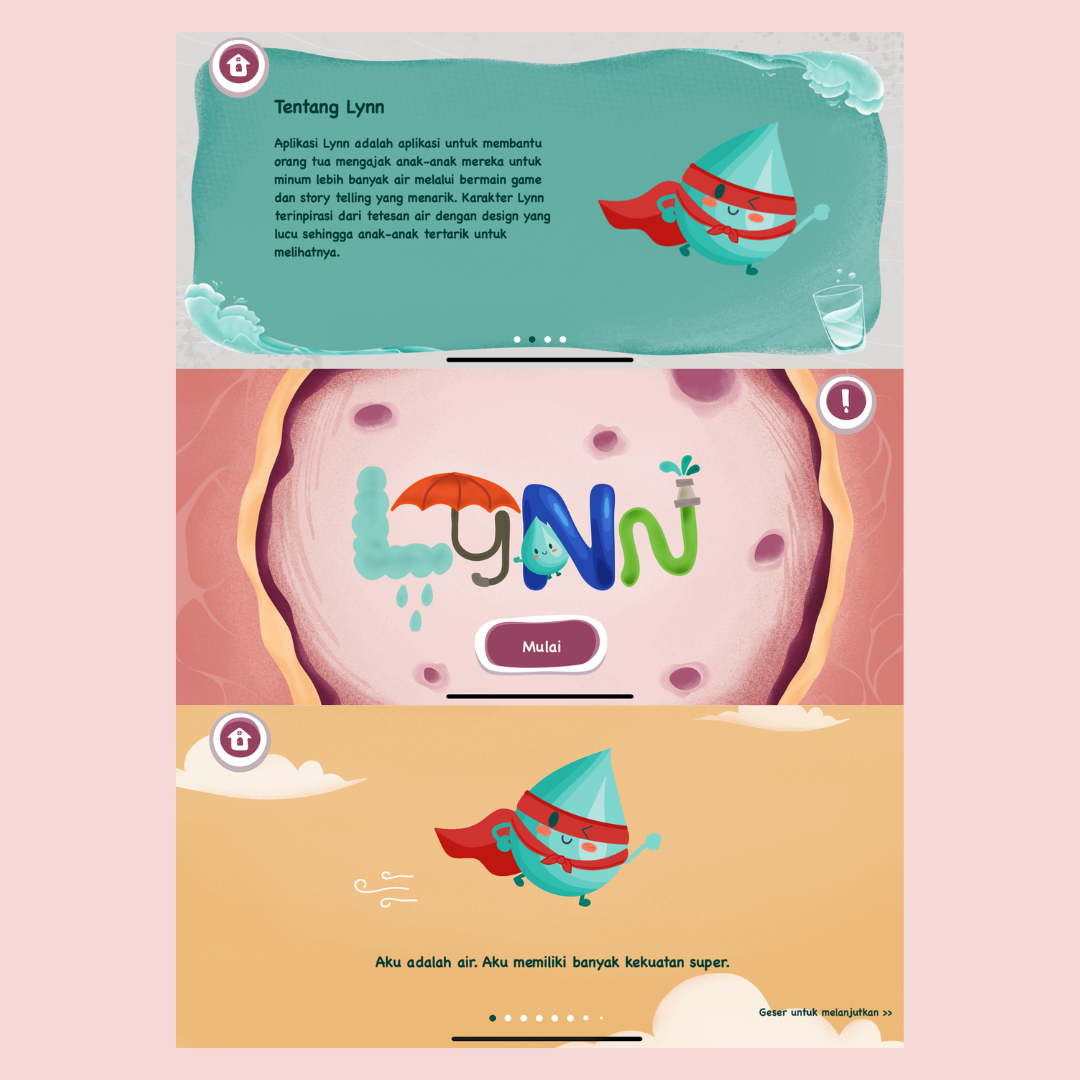 Tentang Lynn
Aplikasi Lynn adalah aplikasi untuk membantu
orang tua mengajak anak-anak mereka untuk
minum lebih banyak air melalui bermain game
dan story telling yang menarik. Karakter Lynn
terinpirasi dari tetesan air dengan design yang
lucu sehingga anak-anak tertarik untuk
melihatnya.
!
LyNN
Mulai
Aku adalah air. Aku memiliki banyak kekuatan super.
Geser untuk melanjutkan >>